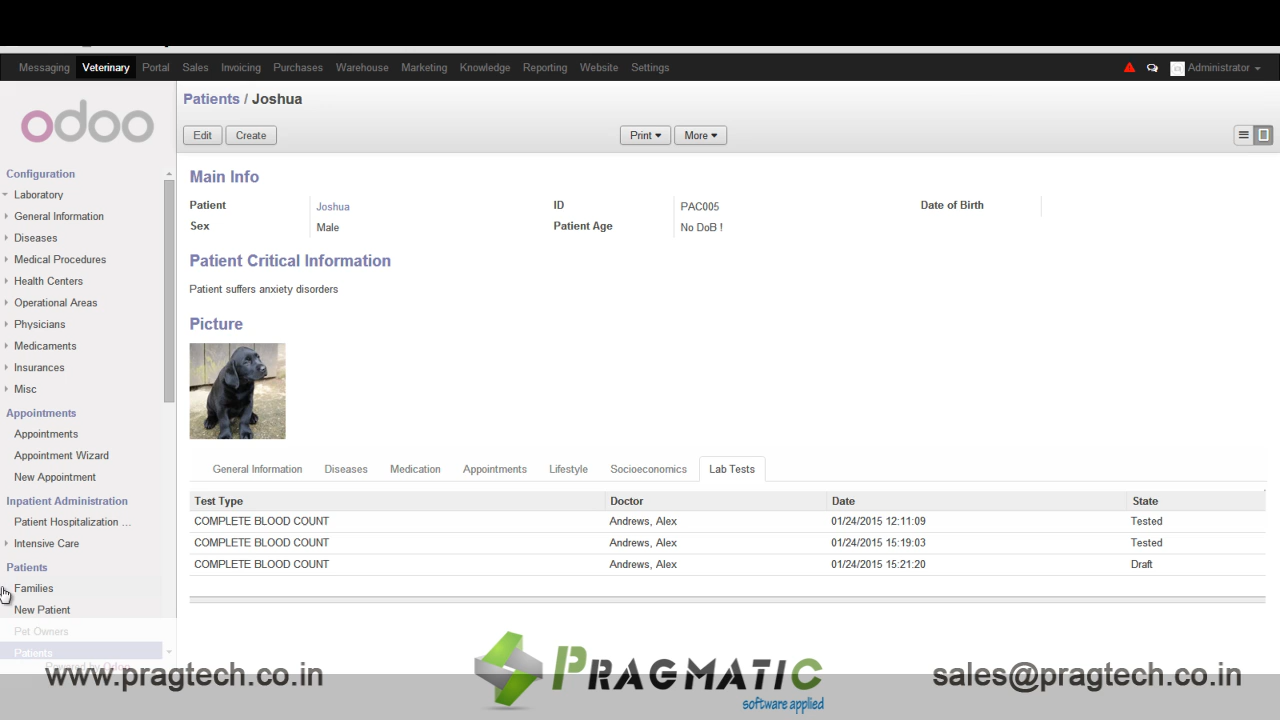 Messaging Veterinary Portal Sales Invoicing Purchases Warehouse Marketing Knowledge Reporting Website Settings Administrator
odoo
Patients / Joshua
Edit Create Print More
Configuration
Laboratory
General Information
Diseases
Medical Procedures
Health Centers
Operational Areas
Physicians
Medicaments
Insurances
Misc
Appointments
Appointments
Appointment Wizard
New Appointment
Inpatient Administration
Patient Hospitalization ...
Intensive Care
Patients
Families
New Patient
Pet Owners
Patients
Powered by Odoo
Main Info
Patient Joshua ID PAC005 Date of Birth
Sex Male Patient Age No DoB !
Patient Critical Information
Patient suffers anxiety disorders
Picture
General Information Diseases Medication Appointments Lifestyle Socioeconomics Lab Tests
Test Type Doctor Date State
COMPLETE BLOOD COUNT Andrews, Alex 01/24/2015 12:11:09 Tested
COMPLETE BLOOD COUNT Andrews, Alex 01/24/2015 15:19:03 Tested
COMPLETE BLOOD COUNT Andrews, Alex 01/24/2015 15:21:20 Draft
www.pragtech.co.in
PRAGMATIC
software applied
sales@pragtech.co.in